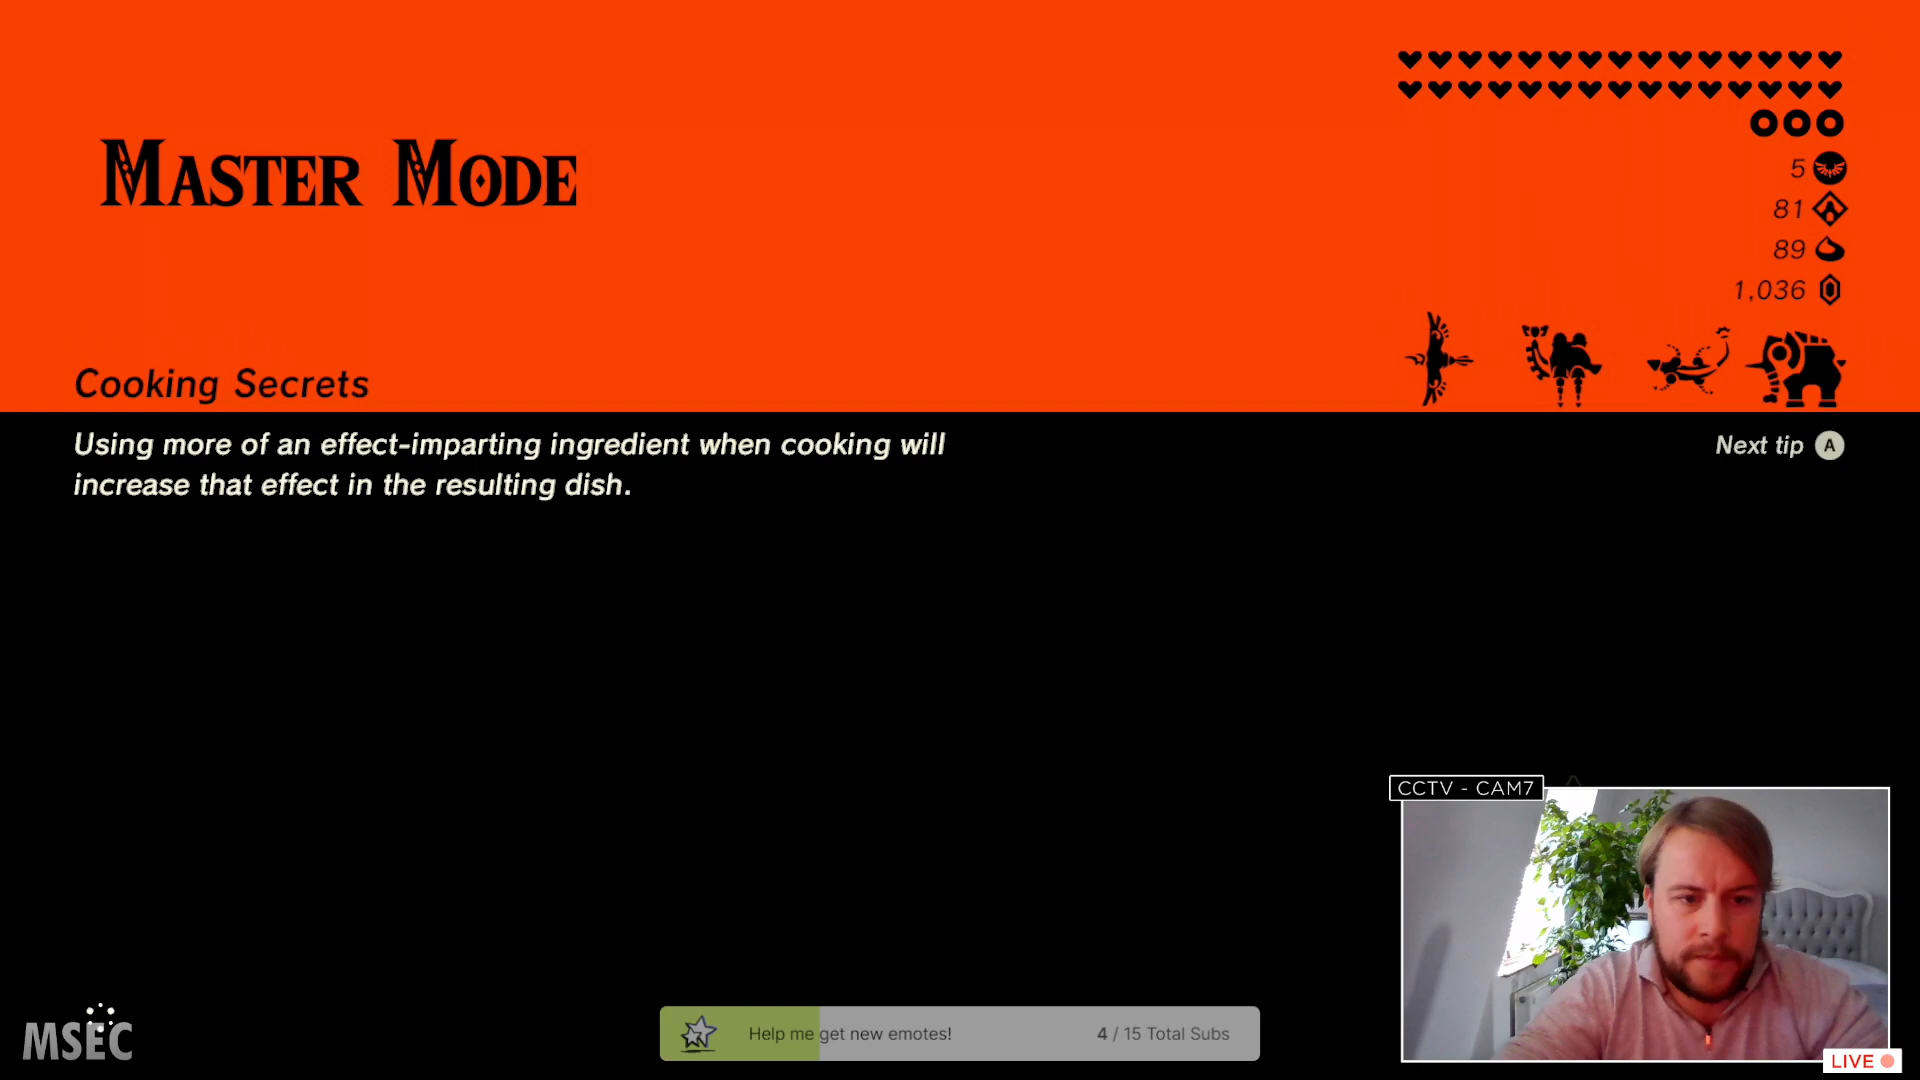 Master Mode
5
81
89
1,036
Cooking Secrets
Using more of an effect-imparting ingredient when cooking will
increase that effect in the resulting dish.
Next tip A
CCTV - CAM7
MSEC
Help me get new emotes! 4 / 15 Total Subs
LIVE